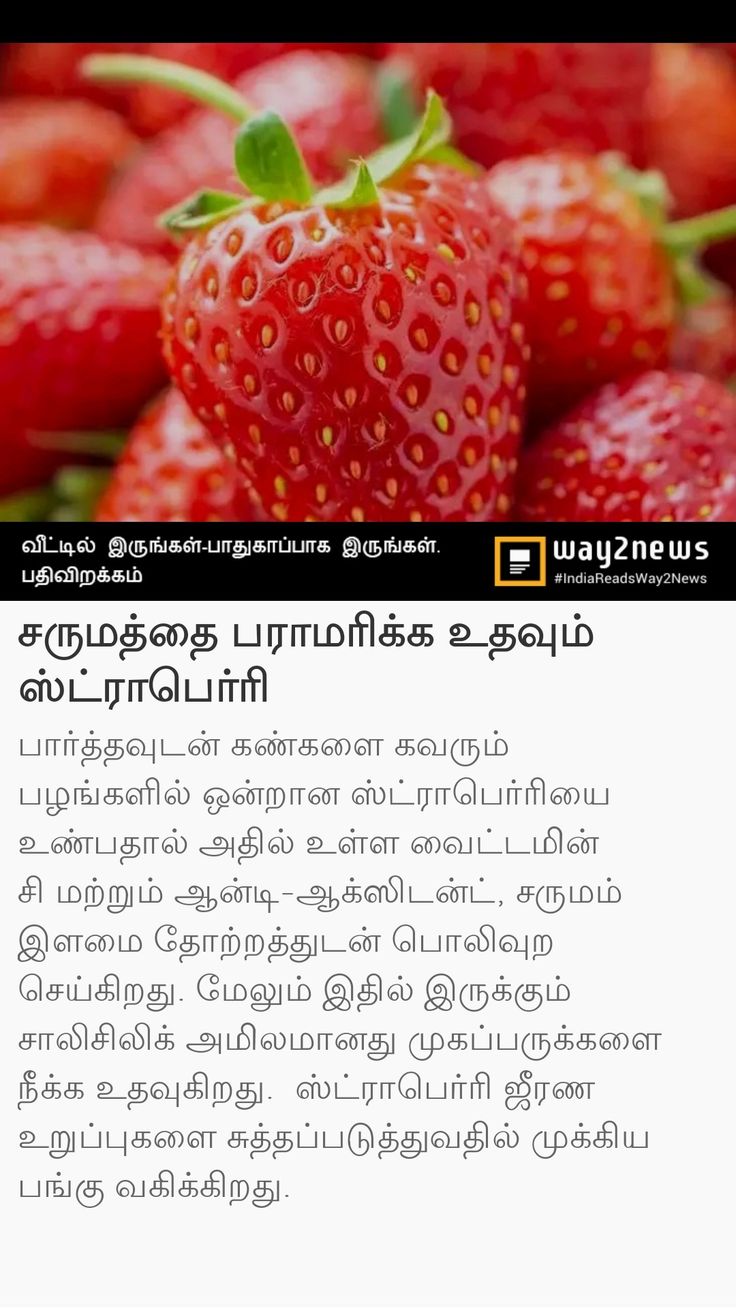 வீட்டில் இருங்கள்-பாதுகாப்பாக இருங்கள்.
பதிவிறக்கம்
way2news
#IndiaReadsWay2News
சருமத்தை பராமரிக்க உதவும்
ஸ்ட்ராபெர்ரி
பார்த்தவுடன் கண்களை கவரும்
பழங்களில் ஒன்றான ஸ்ட்ராபெர்ரியை
உண்பதால் அதில் உள்ள வைட்டமின்
சி மற்றும் ஆன்டி-ஆக்ஸிடன்ட், சருமம்
இளமை தோற்றத்துடன் பொலிவுற
செய்கிறது. மேலும் இதில் இருக்கும்
சாலிசிலிக் அமிலமானது முகப்பருக்களை
நீக்க உதவுகிறது. ஸ்ட்ராபெர்ரி ஜீரண
உறுப்புகளை சுத்தப்படுத்துவதில் முக்கிய
பங்கு வகிக்கிறது.